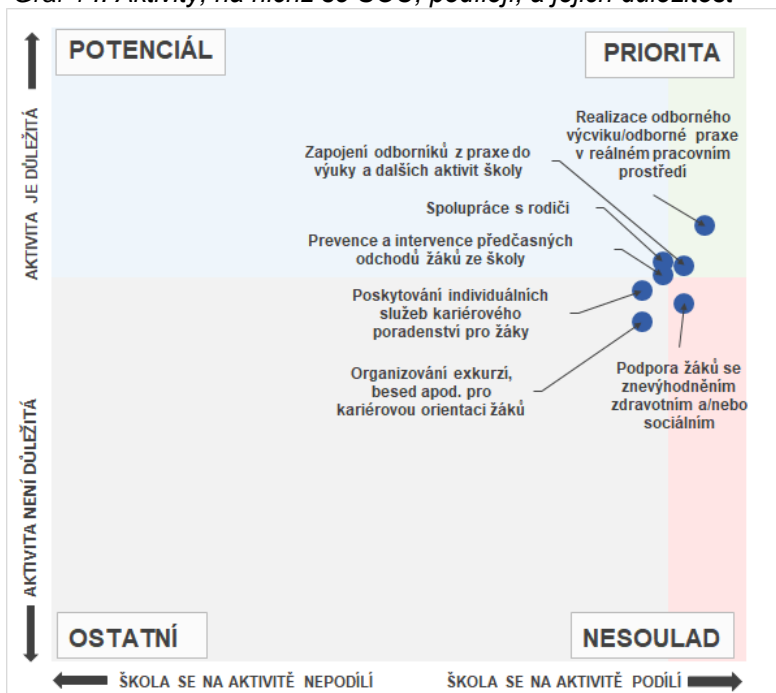 POTENCIÁL
PRIORITA
Realizace odborného
výcviku/odborné praxe
v reálném pracovním
prostředí
Zapojení odborníků z praxe do
výuky a dalších aktivit školy
Spolupráce s rodiči
Prevence a intervence předčasných
odchodů žáků ze školy
Poskytování individuálních
služeb kariérového
poradenství pro žáky
Organizování exkurzí,
besed apod. pro
kariérovou orientaci žáků
Podpora žáků se
znevýhodněním
zdravotním a/nebo
sociálním
AKTIVITA JE DŮLEŽITÁ
AKTIVITA NENÍ DŮLEŽITÁ
OSTATNÍ
NESOULAD
ŠKOLA SE NA AKTIVITĚ NEPODÍLÍ
ŠKOLA SE NA AKTIVITĚ PODÍLÍ